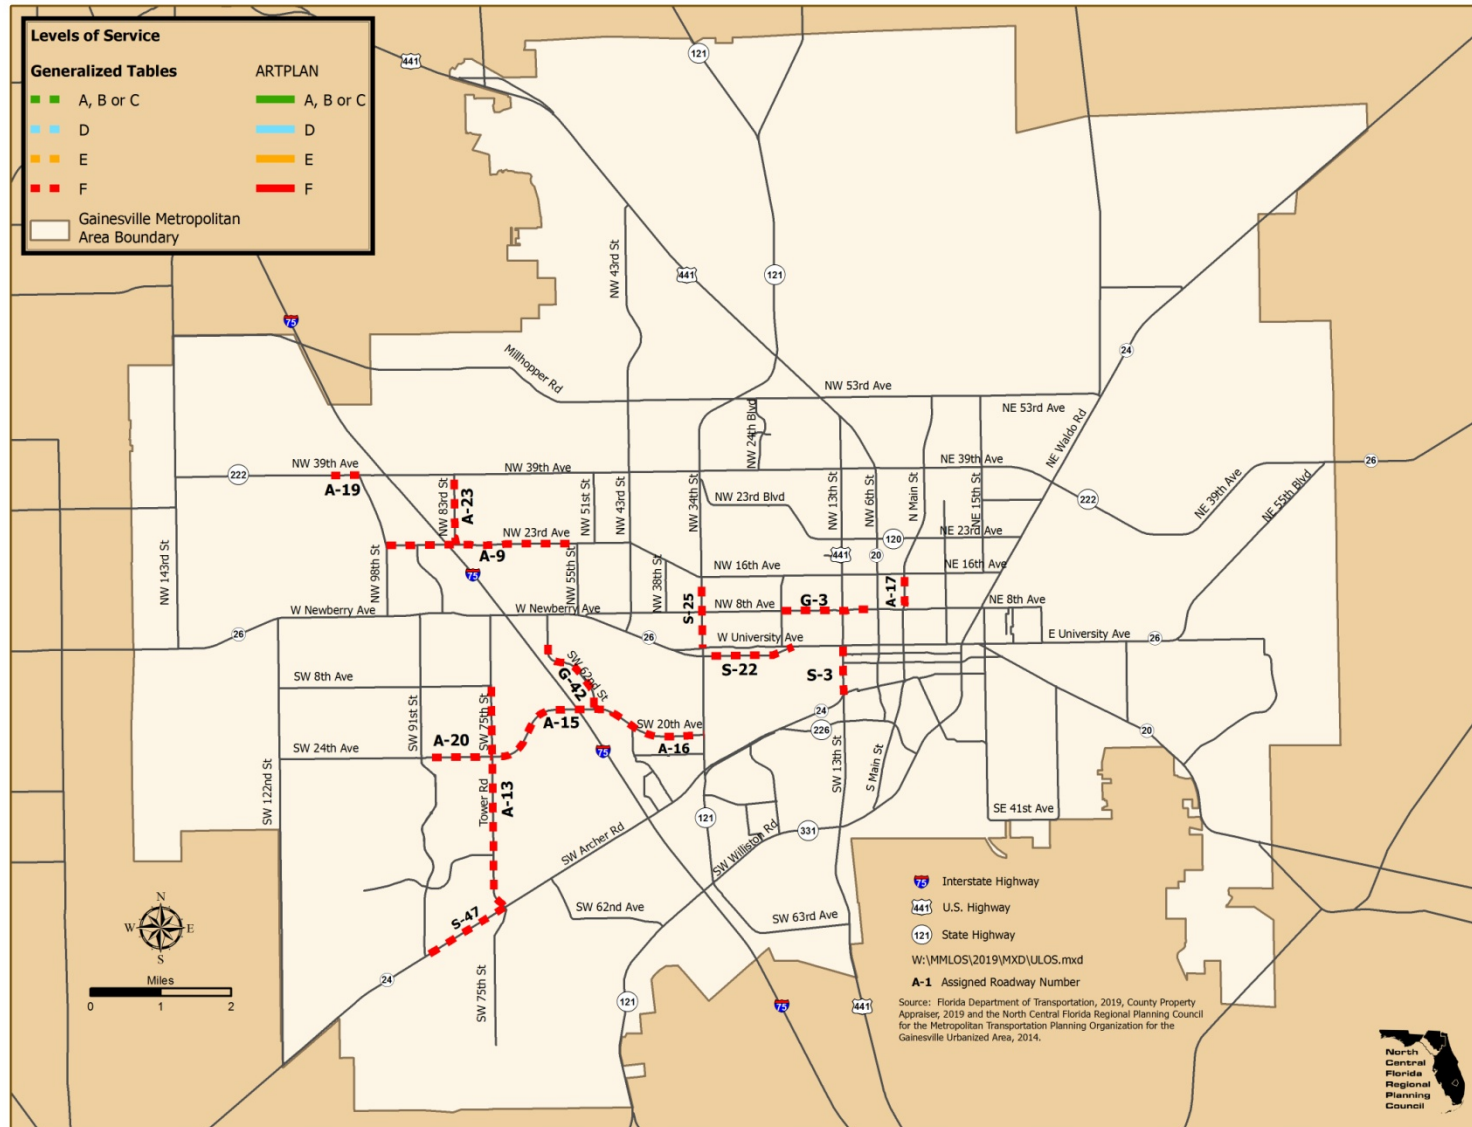 Levels of Service
Generalized Tables
ARTPLAN
A, B or C
A, B or C
D
D
E
E
F
F
Gainesville Metropolitan
Area Boundary
441
121
NW 43rd St
441
121
75
24
Millhopper Rd
NW 53rd Ave
NE 53rd Ave
NW 24th Blvd
NE Waldo Rd
26
222
NW 39th Ave
NW 39th Ave
NE 39th Ave
A-19
NW 83rd St
A-23
NW 51st St
NW 43rd St
NW 34th St
NW 23rd Blvd
NW 13th St
NW 6th St
N Main St
NE 15th St
222
NE 39th Ave
NE 55th Blvd
NW 23rd Ave
NE 23rd Ave
120
441
20
A-9
NW 143rd St
NW 98th St
75
NW 55th St
NW 38th St
NW 16th Ave
NE 16th Ave
A-17
S-25
NW 8th Ave
G-3
NE 8th Ave
W Newberry Ave
W Newberry Ave
26
26
W University Ave
E University Ave
26
S-22
S-3
SW 8th Ave
SW 62nd St
G-42
SW 91st St
SW 75th St
A-15
SW 20th Ave
24
226
A-20
A-16
SW 24th Ave
75
20
SW 122nd St
Tower Rd
A-13
SW 13th St
S Main St
SE 41st Ave
121
331
SW Archer Rd
SW Williston Rd
S-47
SW 62nd Ave
SW 63rd Ave
24
SW 75th St
121
75
441
N
W
E
S
Miles
0
1
2
75
Interstate Highway
441
U.S. Highway
121
State Highway
W:\MMLOS\2019\MXD\ULOS.mxd
A-1 Assigned Roadway Number
Source: Florida Department of Transportation, 2019, County Property
Appraiser, 2019 and the North Central Florida Regional Planning Council
for the Metropolitan Transportation Planning Organization for the
Gainesville Urbanized Area, 2014.
North
Central
Florida
Regional
Planning
Council